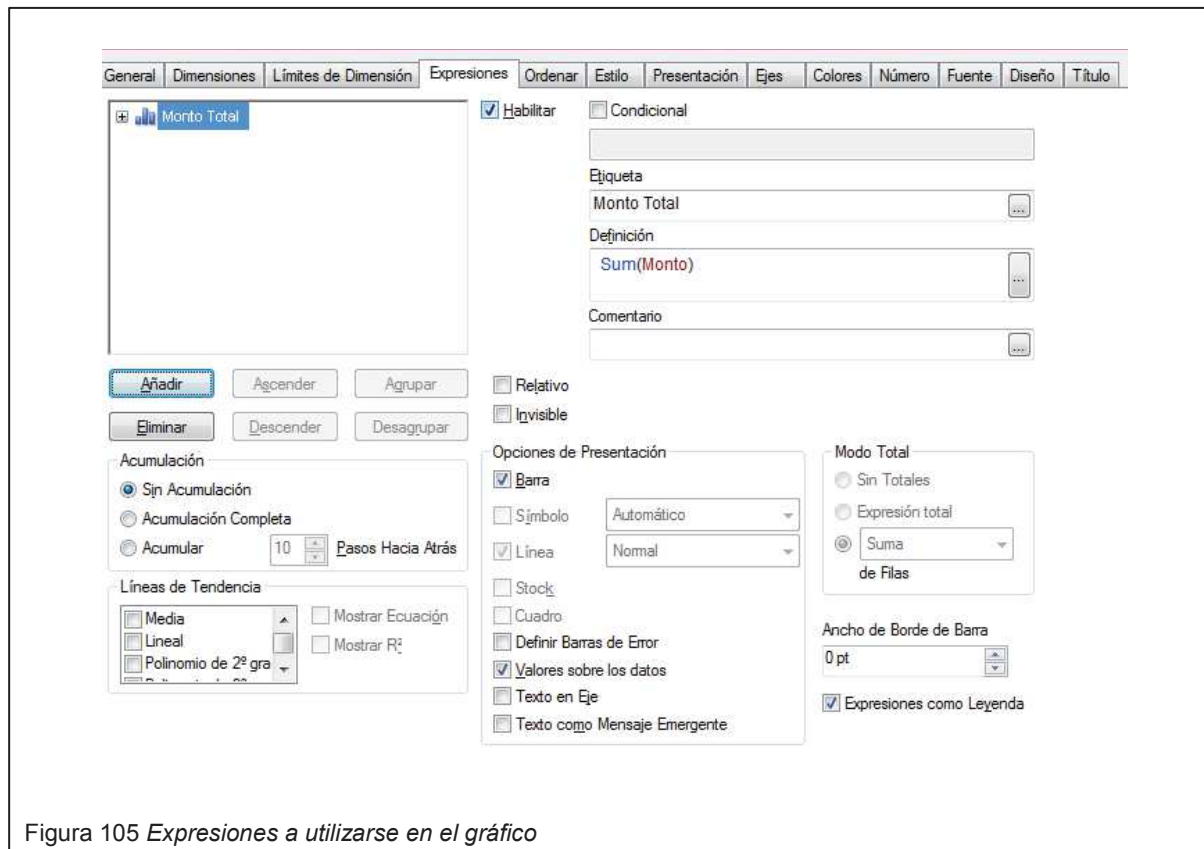 General Dimensiones Límites de Dimensión Expresiones Ordenar Estilo Presentación Ejes Colores Número Fuente Diseño Título
Monto Total
Habilitar
Condicional
Etiqueta
Monto Total
...
Definición
Sum(Monto)
...
Comentario
...
Añadir Ascender Agrupar
Eliminar Descender Desagrupar
Relativo
Invisible
Acumulación
Sin Acumulación
Acumulación Completa
Acumular 10 Pasos Hacia Atrás
Líneas de Tendencia
Media
Lineal
Polinomio de 2º gra
Mostrar Ecuación
Mostrar R²
Opciones de Presentación
Barra
Símbolo Automático
Línea Normal
Stock
Cuadro
Definir Barras de Error
Valores sobre los datos
Texto en Eje
Texto como Mensaje Emergente
Modo Total
Sin Totales
Expresión total
Suma
de Filas
Ancho de Borde de Barra
0 pt
Expresiones como Leyenda
Figura 105 Expresiones a utilizarse en el gráfico